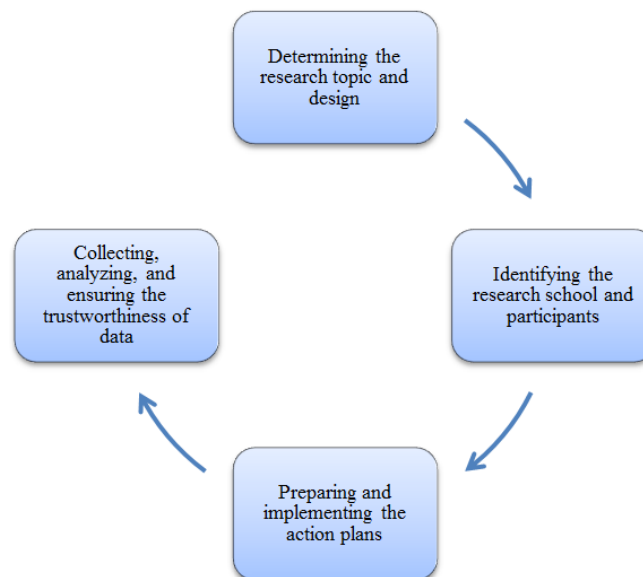 Determining the
research topic and
design
Identifying the
research school and
participants
Preparing and
implementing the
action plans
Collecting,
analyzing, and
ensuring the
trustworthiness of
data